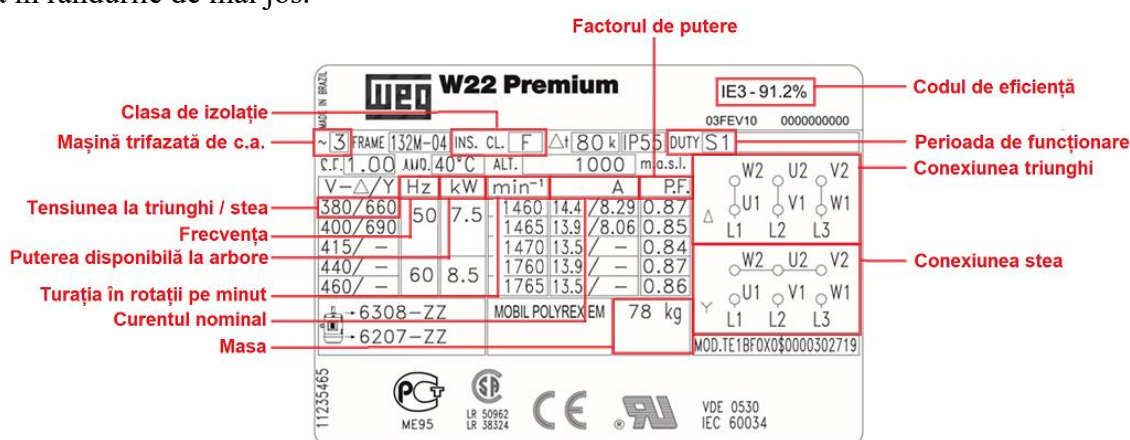 în rândurile de mai jos.
Factorul de putere
Codul de eficiență
Clasa de izolație
Mașină trifazată de c.a.
Perioada de funcționare
Conexiunea triunghi
Tensiunea la triunghi / stea
Frecvența
Puterea disponibilă la arbore
Conexiunea stea
Turația în rotații pe minut
Curentul nominal
Masa
MADE IN BRAZIL
WEG W22 Premium
IE3 - 91.2%
03FEV10 0000000000
~ 3 FRAME 132M-04 INS. CL. F Δt 80 k IP55 DUTY S1
S.F. 1.00 AMB. 40°C ALT. 1000 m.a.s.l.
V-△/Y Hz kW min⁻¹ A P.F.
380/660 50 7.5 1460 14.4/8.29 0.87
400/690 1465 13.9/8.06 0.85
415/ - 1470 13.5/ - 0.84
440/ - 60 8.5 1760 13.9/ - 0.87
460/ - 1765 13.5/ - 0.86
W2 U2 V2
△ U1 V1 W1
L1 L2 L3
W2 U2 V2
Y U1 V1 W1
L1 L2 L3
→6308-ZZ MOBIL POLYREX EM 78 kg
→6207-ZZ
MOD.TE1BF0X0$0000302719
11235465
ME95
LR 50962
LR 38324
CE
VDE 0530
IEC 60034